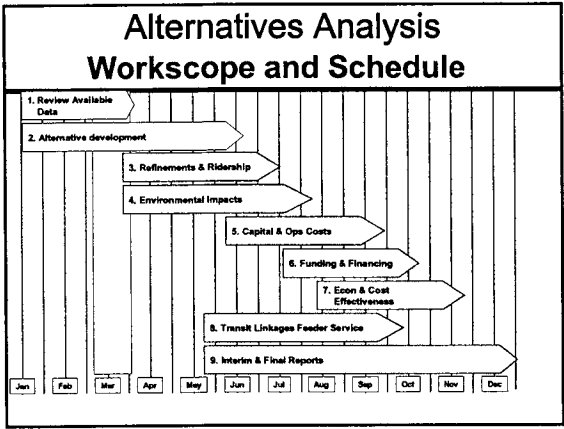 Alternatives Analysis
Workscope and Schedule
1. Review Available
Data
2. Alternative development
3. Refinements & Ridership
4. Environmental Impacts
5. Capital & Ops Costs
6. Funding & Financing
7. Econ & Cost
Effectiveness
8. Transit Linkages Feeder Service
9. Interim & Final Reports
Jan Feb Mar Apr May Jun Jul Aug Sep Oct Nov Dec